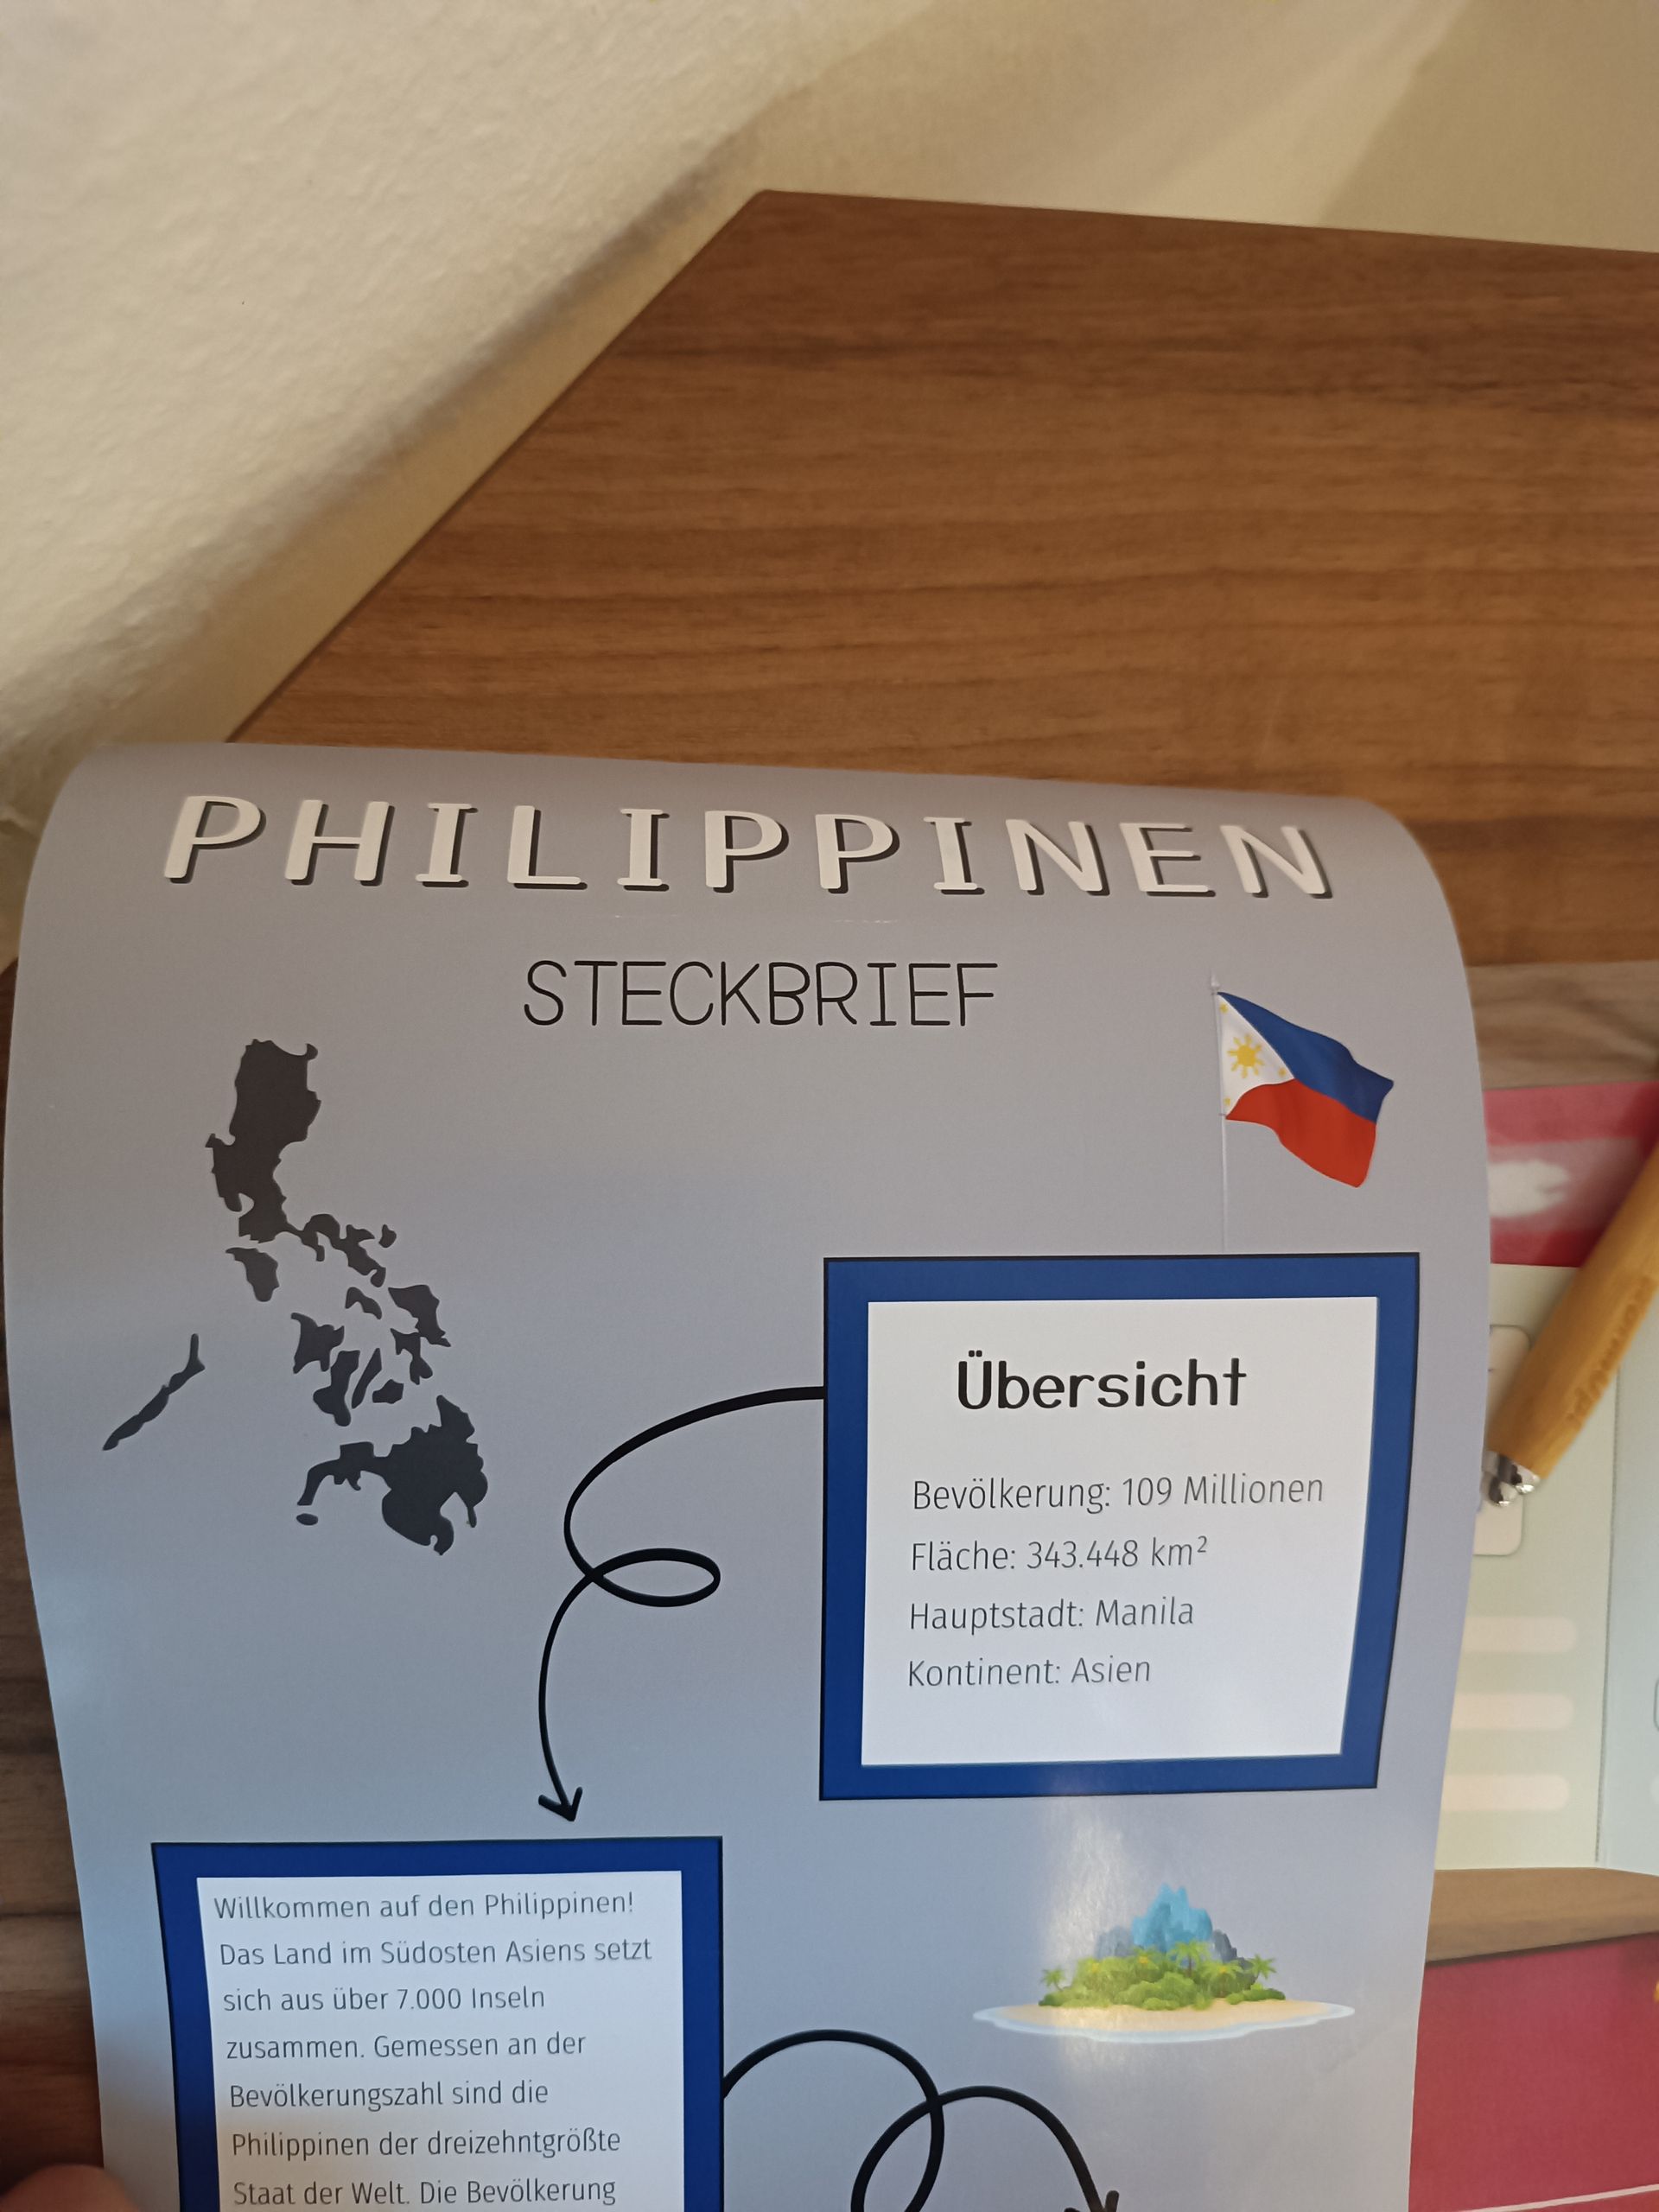 PHILIPPINEN
STECKBRIEF
Übersicht
Bevölkerung: 109 Millionen
Fläche: 343.448 km²
Hauptstadt: Manila
Kontinent: Asien
Willkommen auf den Philippinen!
Das Land im Südosten Asiens setzt
sich aus über 7.000 Inseln
zusammen. Gemessen an der
Bevölkerungszahl sind die
Philippinen der dreizehntgrößte
Staat der Welt. Die Bevölkerung